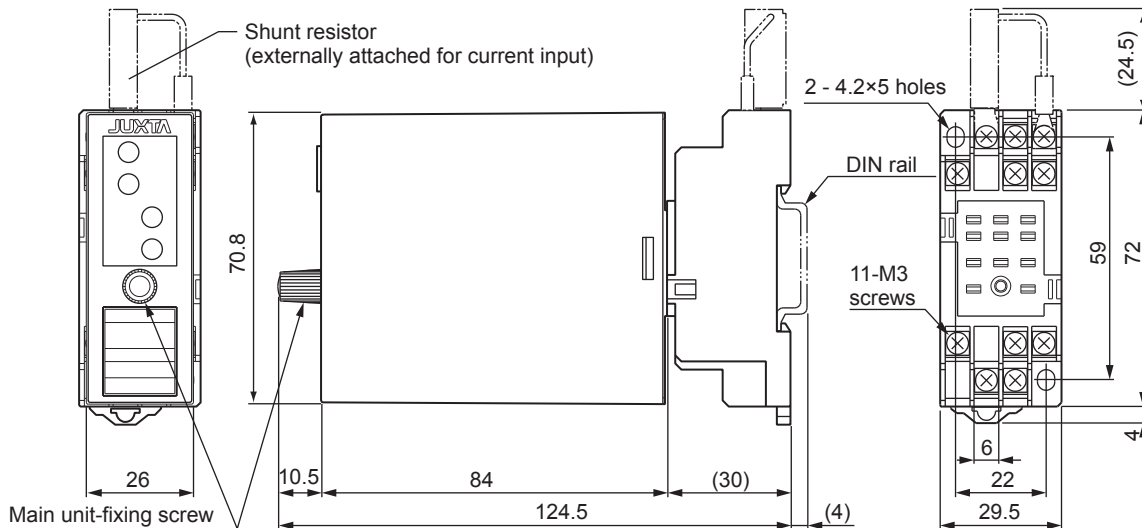 Shunt resistor
(externally attached for current input)
(24.5)
2 - 4.2×5 holes
JUXTA
DIN rail
70.8
59
72
11-M3
screws
4
6
26
10.5
84
(30)
22
Main unit-fixing screw
124.5
(4)
29.5